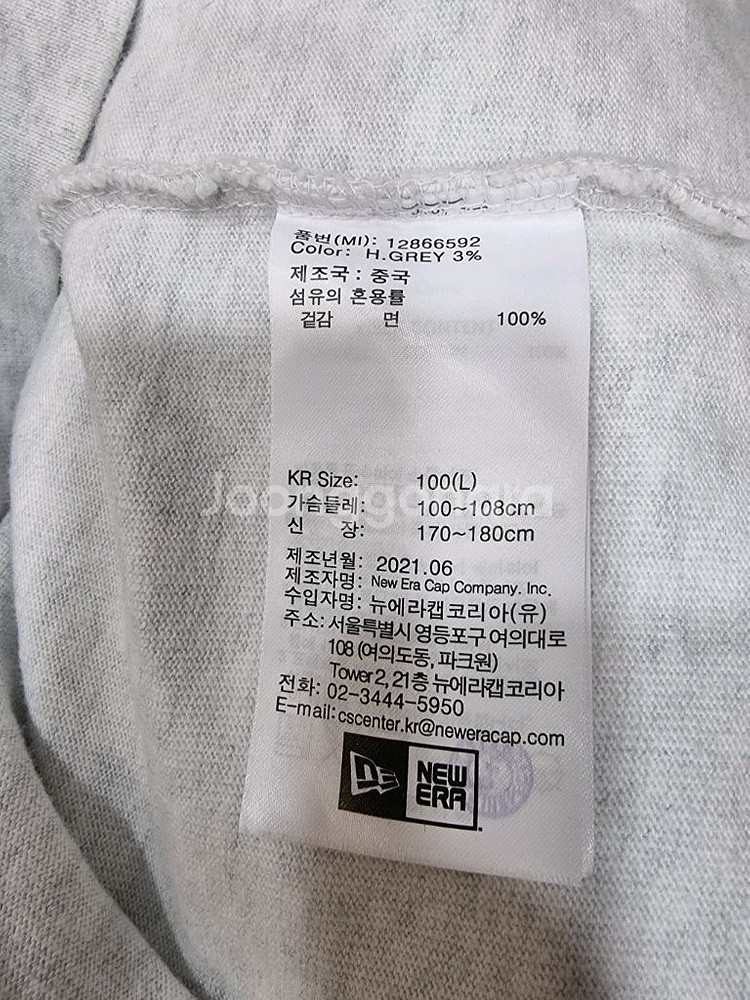 품번(MI): 12866592
Color: H.GREY 3%
제조국 : 중국
섬유의 혼용률
겉감 면 100%
KR Size: 100(L)
가슴둘레: 100~108cm
신 장: 170~180cm
제조년월: 2021.06
제조자명: New Era Cap Company. Inc.
수입자명: 뉴에라캡코리아(유)
주소: 서울특별시 영등포구 여의대로
108 (여의도동, 파크원)
Tower 2, 21층 뉴에라캡코리아
전화: 02-3444-5950
E-mail: cscenter.kr@neweracap.com
NEW
ERA
Joonggonara